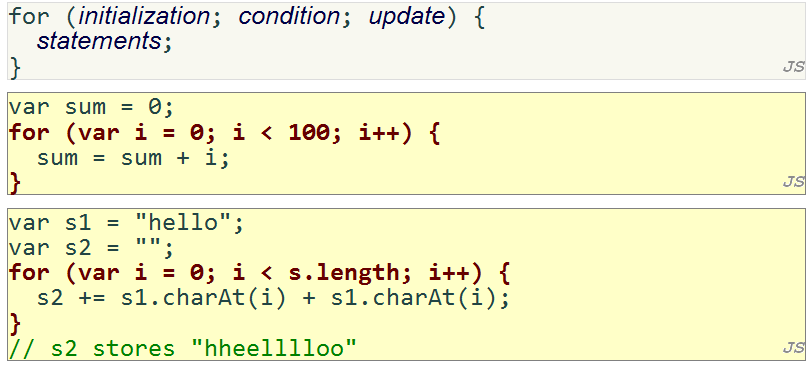 for (initialization; condition; update) {
  statements;
}
JS
var sum = 0;
for (var i = 0; i < 100; i++) {
  sum = sum + i;
}
JS
var s1 = "hello";
var s2 = "";
for (var i = 0; i < s.length; i++) {
  s2 += s1.charAt(i) + s1.charAt(i);
}
// s2 stores "hheelllloo"
JS